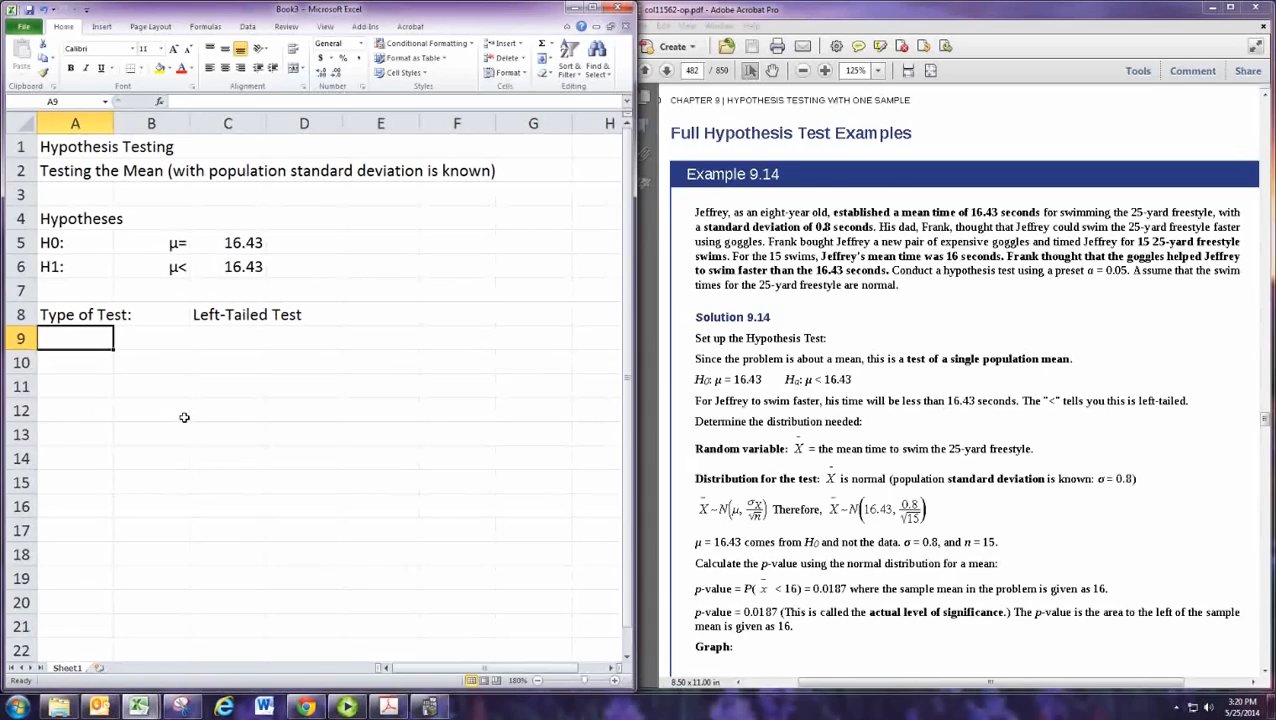 Book3 - Microsoft Excel
File Home Insert Page Layout Formulas Data Review View Add-Ins Acrobat
Paste
Calibri 11
General
Conditional Formatting
Format as Table
Cell Styles
Insert
Delete
Format
Sort & Filter
Find & Select
Clipboard Font Alignment Number Styles Cells Editing
A9 fx
A B C D E F G H
1 Hypothesis Testing
2 Testing the Mean (with population standard deviation is known)
3
4 Hypotheses
5 H0: μ= 16.43
6 H1: μ< 16.43
7
8 Type of Test: Left-Tailed Test
9
10
11
12
13
14
15
16
17
18
19
20
21
22
Sheet1
Ready 180%
col11562-op.pdf - Adobe Acrobat Pro
Create
482 / 850 125% Tools Comment Share
CHAPTER 9 | HYPOTHESIS TESTING WITH ONE SAMPLE
Full Hypothesis Test Examples
Example 9.14
Jeffrey, as an eight-year old, established a mean time of 16.43 seconds for swimming the 25-yard freestyle, with
a standard deviation of 0.8 seconds. His dad, Frank, thought that Jeffrey could swim the 25-yard freestyle faster
using goggles. Frank bought Jeffrey a new pair of expensive goggles and timed Jeffrey for 15 25-yard freestyle
swims. For the 15 swims, Jeffrey's mean time was 16 seconds. Frank thought that the goggles helped Jeffrey
to swim faster than the 16.43 seconds. Conduct a hypothesis test using a preset α = 0.05. Assume that the swim
times for the 25-yard freestyle are normal.
Solution 9.14
Set up the Hypothesis Test:
Since the problem is about a mean, this is a test of a single population mean.
H0: μ = 16.43 Ha: μ < 16.43
For Jeffrey to swim faster, his time will be less than 16.43 seconds. The "<" tells you this is left-tailed.
Determine the distribution needed:
Random variable: X̄ = the mean time to swim the 25-yard freestyle.
Distribution for the test: X̄ is normal (population standard deviation is known: σ = 0.8)
X̄ ~ N(μ, σX/√n) Therefore, X̄ ~ N(16.43, 0.8/√15)
μ = 16.43 comes from H0 and not the data. σ = 0.8, and n = 15.
Calculate the p-value using the normal distribution for a mean:
p-value = P( x̄ < 16) = 0.0187 where the sample mean in the problem is given as 16.
p-value = 0.0187 (This is called the actual level of significance.) The p-value is the area to the left of the sample
mean is given as 16.
Graph:
8.50 x 11.00 in
3:20 PM
5/25/2014